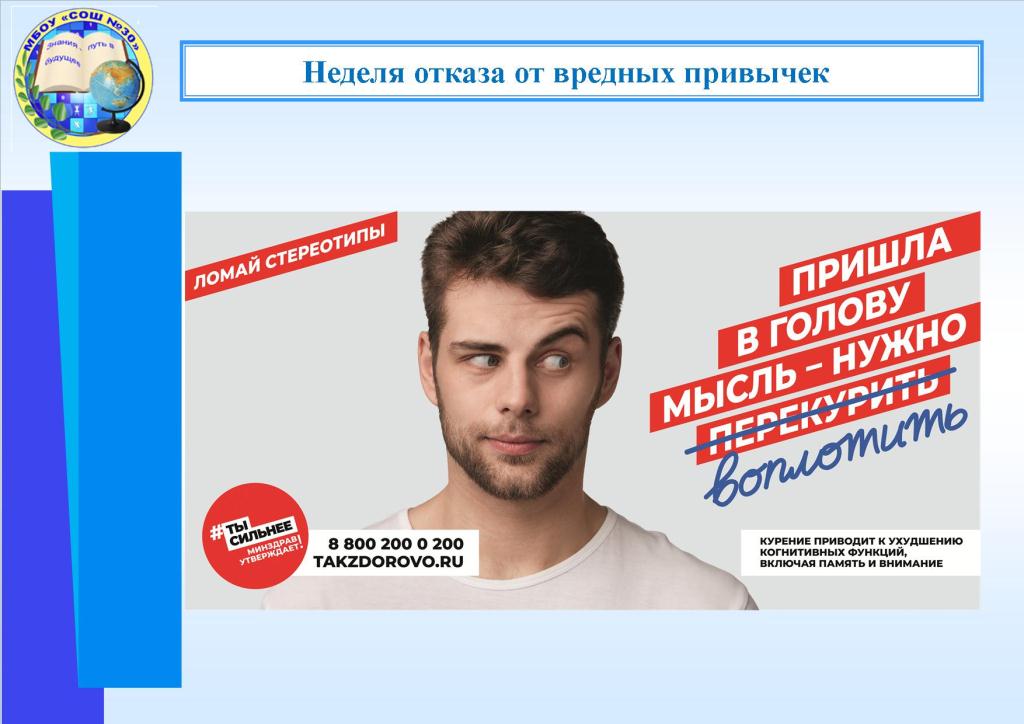 МБОУ «СОШ №30»
Знания - путь в
будущее
Неделя отказа от вредных привычек
ЛОМАЙ СТЕРЕОТИПЫ
ПРИШЛА
В ГОЛОВУ
МЫСЛЬ – НУЖНО
ПЕРЕКУРИТЬ
воплотить
#ТЫ
СИЛЬНЕЕ
МИНЗДРАВ
УТВЕРЖДАЕТ!
8 800 200 0 200
TAKZDOROVO.RU
КУРЕНИЕ ПРИВОДИТ К УХУДШЕНИЮ
КОГНИТИВНЫХ ФУНКЦИЙ,
ВКЛЮЧАЯ ПАМЯТЬ И ВНИМАНИЕ